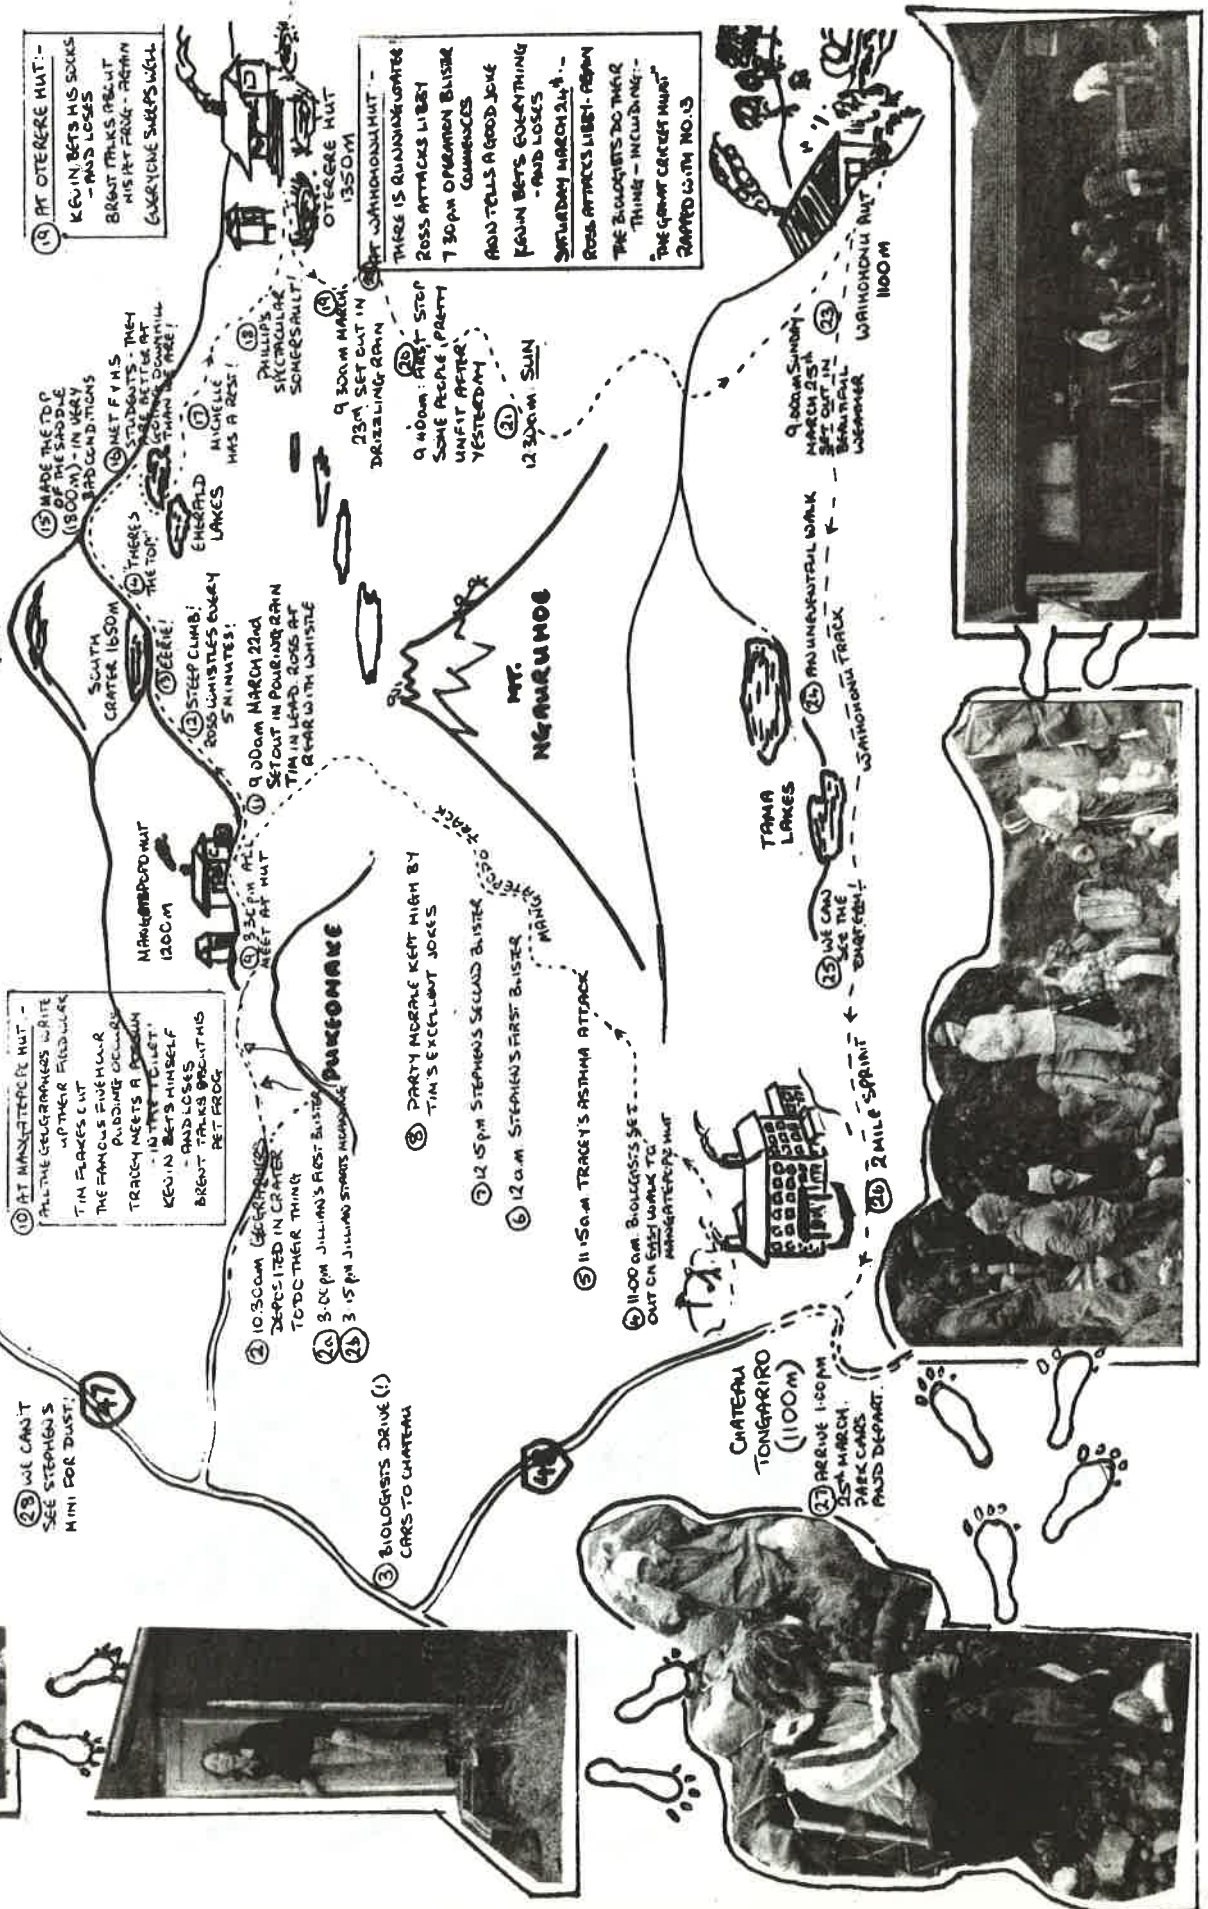 28 WE CAN'T
SEE STEPHEN'S
MINI FOR DUST!
47
10 AT MANGATEPOPO HUT :-
ALL THE GEOGRAPHERS WRITE
UP THEIR FIELD WORK
TIM FLAKES OUT
THE FAMOUS FIVE HOUR
PUDDING OCCURS
TRACEY MEETS A POSSUM
- IN THE TOILET!
KEVIN BETS HIMSELF
- AND LOSES
BRENT TALKS ABOUT HIS
PET FROG
MANGATEPOPO HUT
1200M
SOUTH
CRATER 1650M
15 MADE THE TOP
OF THE SADDLE
(1800M) - IN VERY
BAD CONDITIONS
16 MET F V H S
STUDENTS - THEY
ARE BETTER AT
GOING DOWNHILL
THAN WE ARE!
19 AT OTERERE HUT :-
KEVIN BETS HIS SOCKS
- AND LOSES
BRENT TALKS ABOUT
HIS PET FROG - AGAIN
EVERYONE SLEEPS WELL
2 10.30am GEOGRAPHERS
DEPOSITED IN CRATER
TO DO THEIR THING
2a 3.00pm JILLIAN'S FIRST BLISTER
2b 3.15pm JILLIAN STARTS
PUKEONAKE
9 3.30pm ALL
MEET AT HUT
11 9.00am MARCH 22nd
SET OUT IN POURING RAIN
TIM IN LEAD. ROSS AT
REAR WITH WHISTLE
12 STEEP CLIMB!
ROSS WHISTLES EVERY
5 MINUTES!
13 EERIE!
14 THERES
THE TOP!
EMERALD
LAKES
17 MICHELLE
HAS A REST!
18 PHILLIP'S
SPECTACULAR
SOMERSAULT!
OTERERE HUT
1350M
3 BIOLOGISTS DRIVE (!)
CARS TO CHATEAU
8 PARTY MORALE KEPT HIGH BY
TIM'S EXCELLENT JOKES
7 12.15pm STEPHENS SECOND BLISTER
6 12a.m. STEPHEN'S FIRST BLISTER
5 11.15a.m. TRACEY'S ASTHMA ATTACK
4 11.00am. BIOLOGISTS SET
OUT ON EASY WALK TO
MANGATEPOPO HUT
MANGATEPOPO TRACK
19 9.30am MARCH
23rd SET OUT IN
DRIZZLING RAIN
20 9.40am: FIRST STOP
SOME PEOPLE PRETTY
UNFIT AFTER
YESTERDAY
21
12.30am: SUN
AT WAIHOHONU HUT :-
THERE IS RUNNING WATER
ROSS ATTACKS LIBBY
7.30pm OPERATION BLISTER
COMMENCES
ANN TELLS A GOOD JOKE
KEVIN BETS EVERYTHING
- AND LOSES
SATURDAY MARCH 24th :-
ROSS ATTACKS LIBBY - AGAIN
THE BIOLOGISTS DO THEIR
THING - INCLUDING :-
"THE GREAT CRICKET HUNT"
RAPPED WITH NO. 13
MT.
NGAURUHOE
48
CHATEAU
TONGARIRO
(1100M)
27 ARRIVE 1.00pm
25th MARCH.
PARK CARS
AND DEPART.
26 2 MILE SPRINT
25 WE CAN
SEE THE
CHATEAU!
TAMA
LAKES
24 AN UNEVENTFUL WALK
WAIHOHONU TRACK
23 9.00am SUNDAY
MARCH 25th
SET OUT IN
BEAUTIFUL
WEATHER
WAIHOHONU HUT
1100M